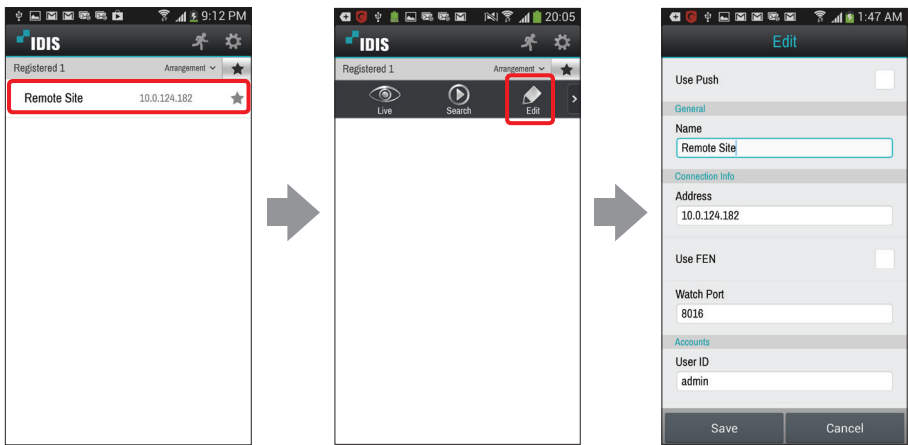 9:12 PM
IDIS
Registered 1 Arrangement
Remote Site 10.0.124.182
20:05
IDIS
Registered 1 Arrangement
Live Search Edit
1:47 AM
Edit
Use Push
General
Name
Remote Site
Connection Info
Address
10.0.124.182
Use FEN
Watch Port
8016
Accounts
User ID
admin
Save Cancel